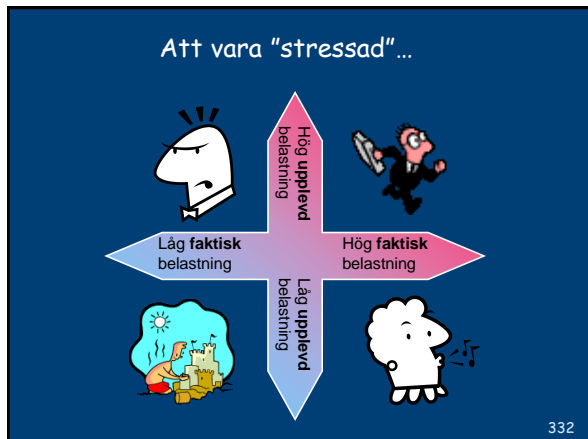 Att vara ”stressad”…
Hög upplevd
belastning
Låg faktisk
belastning
Hög faktisk
belastning
Låg upplevd
belastning
332